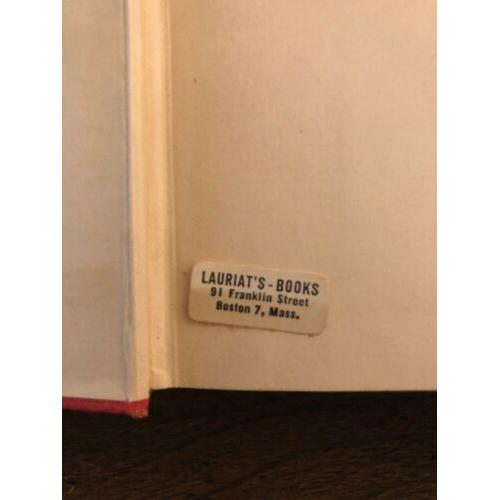 LAURIAT'S-BOOKS
91 Franklin Street
Boston 7, Mass.